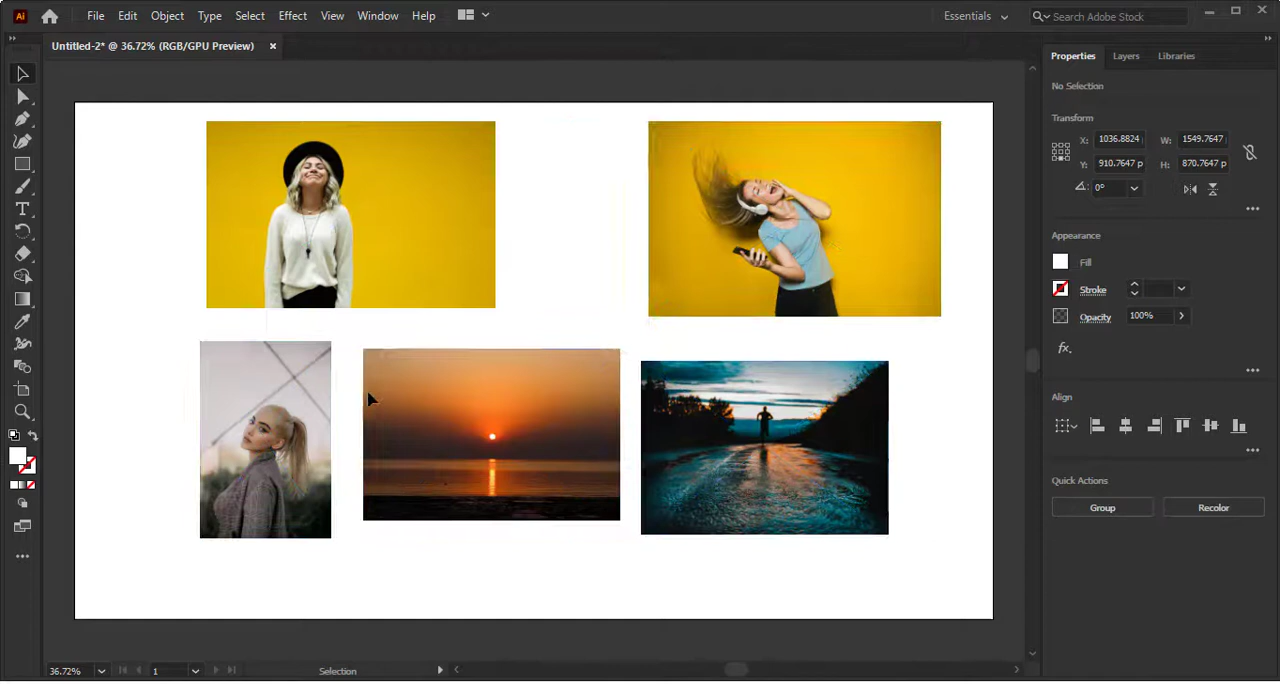 Ai File Edit Object Type Select Effect View Window Help Essentials Search Adobe Stock
Untitled-2* @ 36.72% (RGB/GPU Preview) ×
Properties Layers Libraries
No Selection
Transform
X: 1036.8824 W: 1549.7647
Y: 910.7647 p H: 870.7647 p
0°
Appearance
Fill
Stroke
Opacity 100%
fx.
Align
Quick Actions
Group Recolor
36.72% 1 Selection